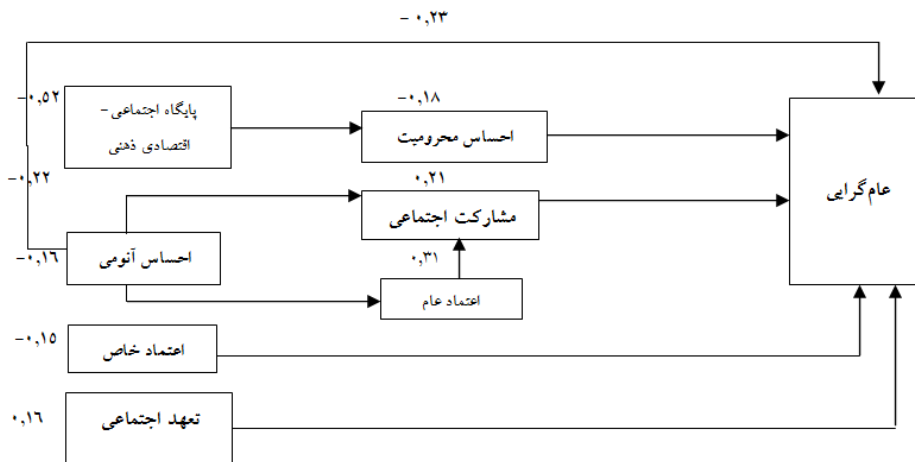 -۰,۲۳
-۰,۵۲
پایگاه اجتماعی-
اقتصادی ذهنی
-۰,۱۸
احساس محرومیت
عام‌گرایی
-۰,۲۲
۰,۲۱
مشارکت اجتماعی
-۰,۱۶
احساس آنومی
۰,۳۱
اعتماد عام
-۰,۱۵
اعتماد خاص
۰,۱۶
تعهد اجتماعی